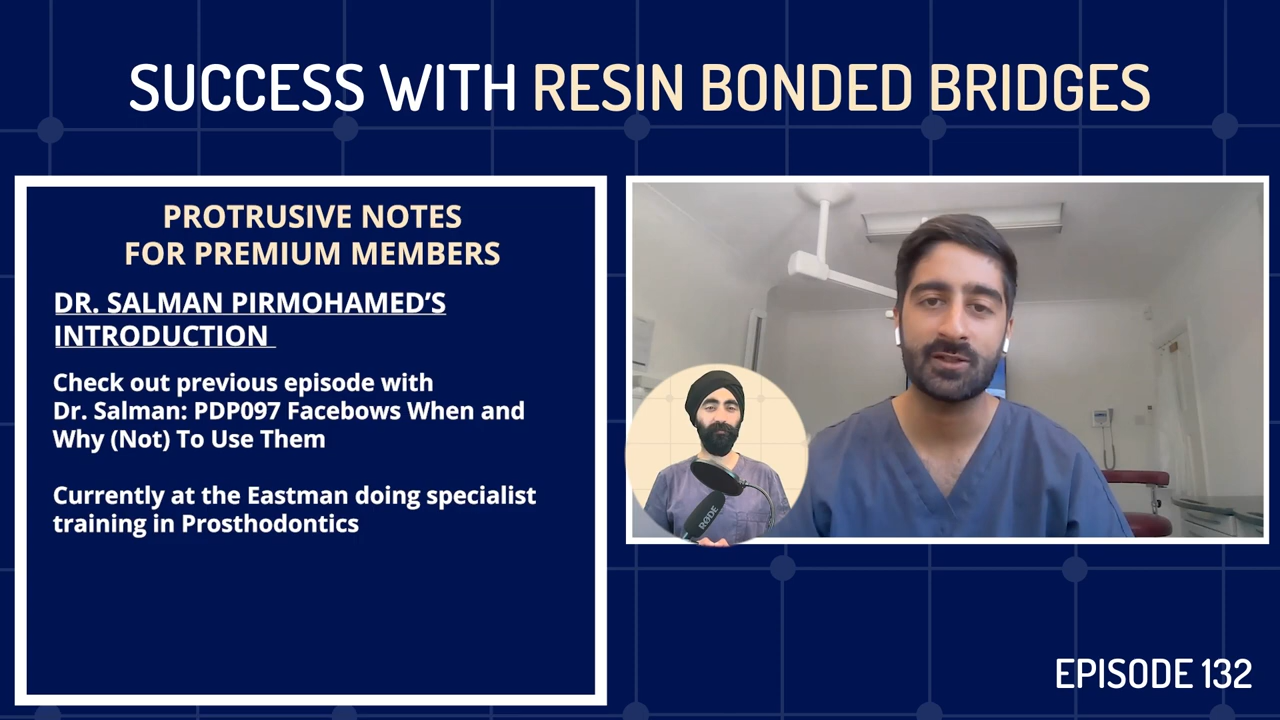 SUCCESS WITH RESIN BONDED BRIDGES
PROTRUSIVE NOTES
FOR PREMIUM MEMBERS
DR. SALMAN PIRMOHAMED’S
INTRODUCTION
Check out previous episode with
Dr. Salman: PDP097 Facebows When and
Why (Not) To Use Them
Currently at the Eastman doing specialist
training in Prosthodontics
RØDE
EPISODE 132